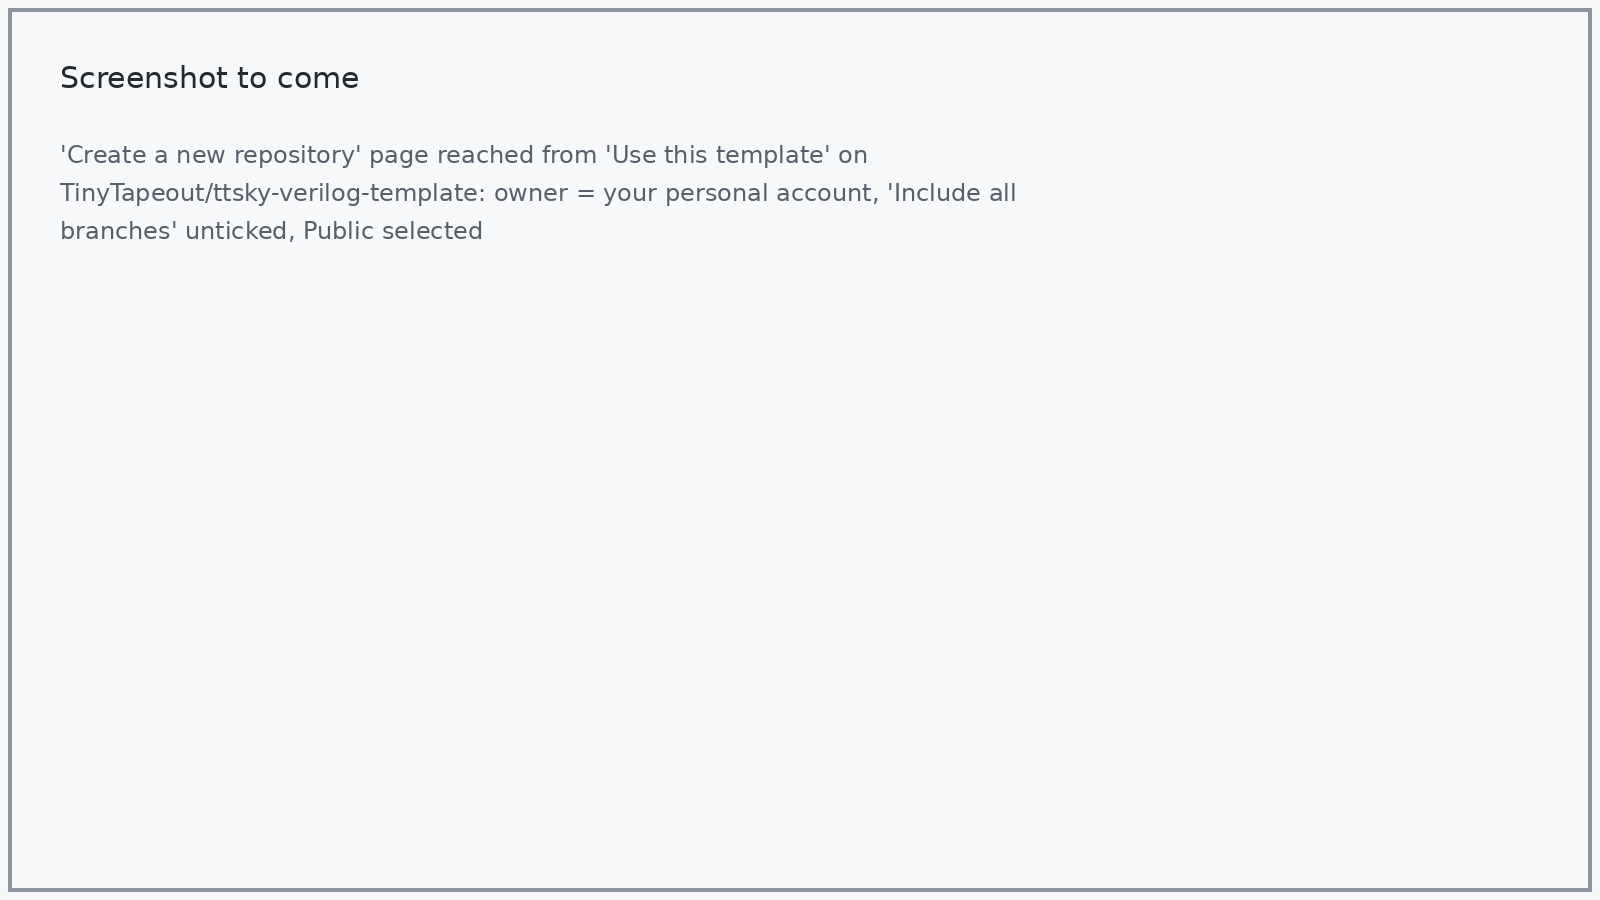 Screenshot to come
'Create a new repository' page reached from 'Use this template' on
TinyTapeout/ttsky-verilog-template: owner = your personal account, 'Include all
branches' unticked, Public selected